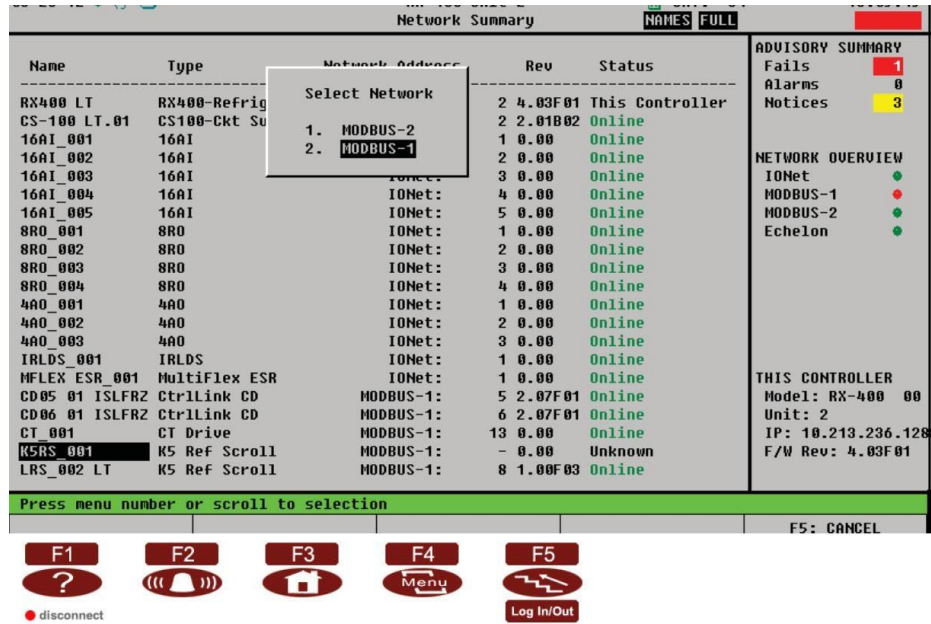 Network Summary NAMES FULL
Name Type Network Address Rev Status
RX400 LT RX400-Refrig 2 4.03F01 This Controller
CS-100 LT.01 CS100-Ckt Su 2 2.01B02 Online
16AI_001 16AI 1 0.00 Online
16AI_002 16AI 2 0.00 Online
16AI_003 16AI IONet: 3 0.00 Online
16AI_004 16AI IONet: 4 0.00 Online
16AI_005 16AI IONet: 5 0.00 Online
8RO_001 8RO IONet: 1 0.00 Online
8RO_002 8RO IONet: 2 0.00 Online
8RO_003 8RO IONet: 3 0.00 Online
8RO_004 8RO IONet: 4 0.00 Online
4AO_001 4AO IONet: 1 0.00 Online
4AO_002 4AO IONet: 2 0.00 Online
4AO_003 4AO IONet: 3 0.00 Online
IRLDS_001 IRLDS IONet: 1 0.00 Online
MFLEX ESR_001 MultiFlex ESR IONet: 1 0.00 Online
CD05 01 ISLFRZ CtrlLink CD MODBUS-1: 5 2.07F01 Online
CD06 01 ISLFRZ CtrlLink CD MODBUS-1: 6 2.07F01 Online
CT_001 CT Drive MODBUS-1: 13 0.00 Online
K5RS_001 K5 Ref Scroll MODBUS-1: - 0.00 Unknown
LRS_002 LT K5 Ref Scroll MODBUS-1: 8 1.00F03 Online
Select Network
1. MODBUS-2
2. MODBUS-1
ADVISORY SUMMARY
Fails 1
Alarms 0
Notices 3
NETWORK OVERVIEW
IONet
MODBUS-1
MODBUS-2
Echelon
THIS CONTROLLER
Model: RX-400 00
Unit: 2
IP: 10.213.236.128
F/W Rev: 4.03F01
Press menu number or scroll to selection
F5: CANCEL
F1 F2 F3 F4 F5
? Menu
Log In/Out
disconnect